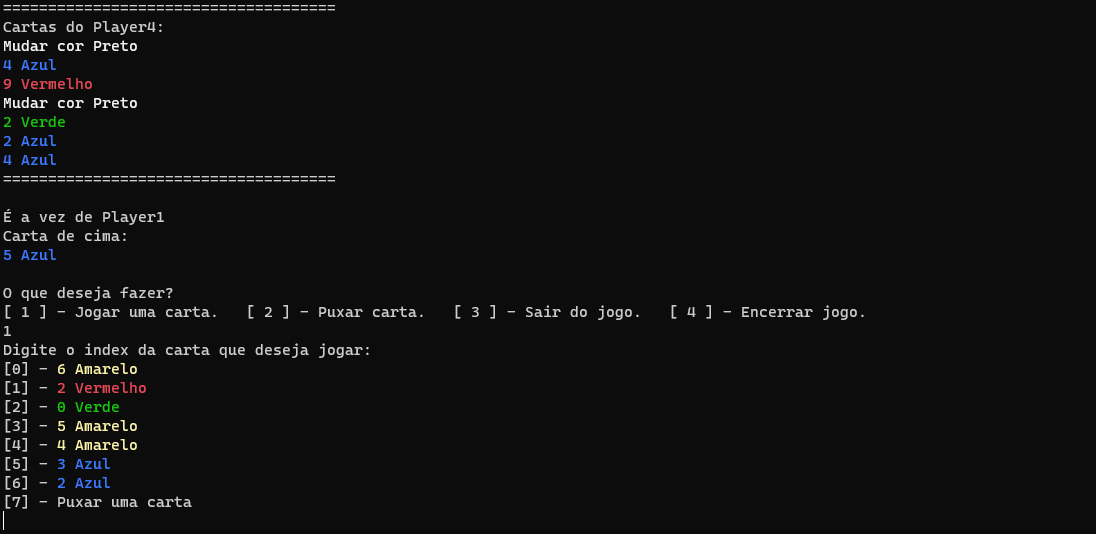 =====================================
Cartas do Player4:
Mudar cor Preto
4 Azul
9 Vermelho
Mudar cor Preto
2 Verde
2 Azul
4 Azul
=====================================
É a vez de Player1
Carta de cima:
5 Azul
O que deseja fazer?
[ 1 ] - Jogar uma carta.   [ 2 ] - Puxar carta.   [ 3 ] - Sair do jogo.   [ 4 ] - Encerrar jogo.
1
Digite o index da carta que deseja jogar:
[0] - 6 Amarelo
[1] - 2 Vermelho
[2] - 0 Verde
[3] - 5 Amarelo
[4] - 4 Amarelo
[5] - 3 Azul
[6] - 2 Azul
[7] - Puxar uma carta